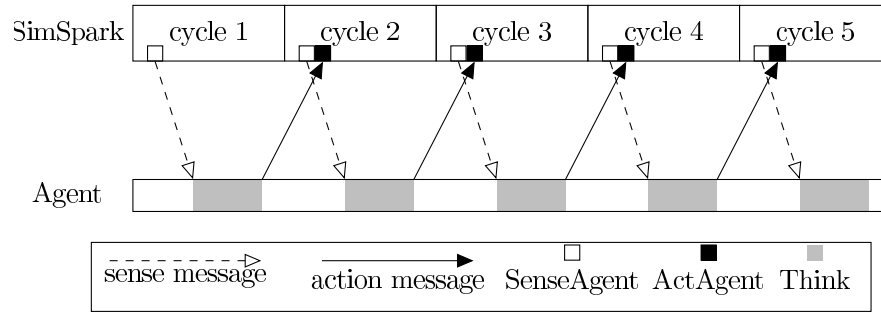 SimSpark cycle 1 cycle 2 cycle 3 cycle 4 cycle 5
Agent
sense message action message SenseAgent ActAgent Think